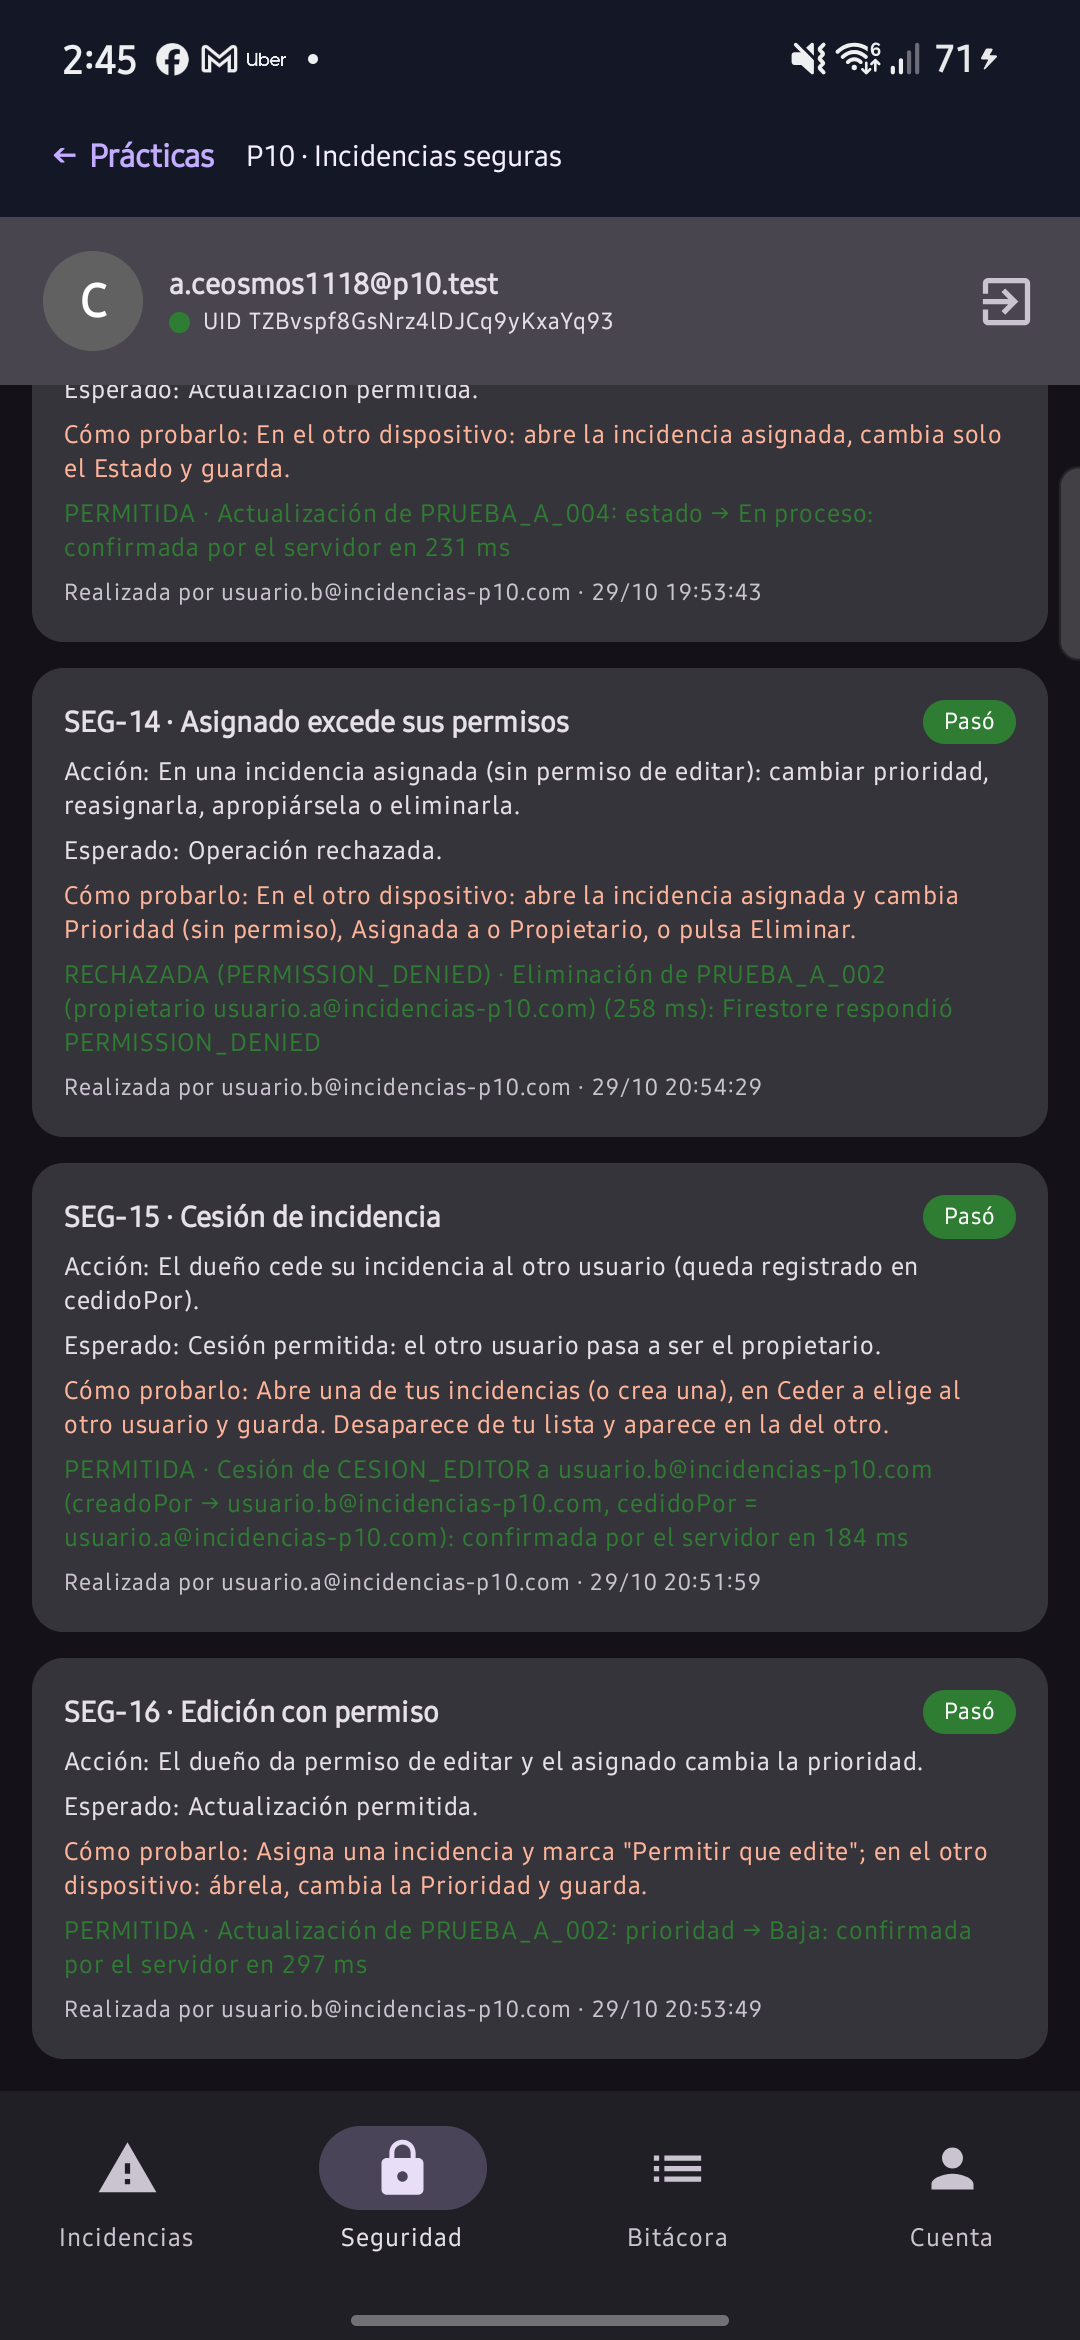 2:45 Uber 6 71
← Prácticas P10 · Incidencias seguras
C
a.ceosmos1118@p10.test
UID TZBvspf8GsNrz4lDJCq9yKxaYq93
Esperado: Actualización permitida.
Cómo probarlo: En el otro dispositivo: abre la incidencia asignada, cambia solo
el Estado y guarda.
PERMITIDA · Actualización de PRUEBA_A_004: estado → En proceso:
confirmada por el servidor en 231 ms
Realizada por usuario.b@incidencias-p10.com · 29/10 19:53:43
SEG-14 · Asignado excede sus permisos Pasó
Acción: En una incidencia asignada (sin permiso de editar): cambiar prioridad,
reasignarla, apropiársela o eliminarla.
Esperado: Operación rechazada.
Cómo probarlo: En el otro dispositivo: abre la incidencia asignada y cambia
Prioridad (sin permiso), Asignada a o Propietario, o pulsa Eliminar.
RECHAZADA (PERMISSION_DENIED) · Eliminación de PRUEBA_A_002
(propietario usuario.a@incidencias-p10.com) (258 ms): Firestore respondió
PERMISSION_DENIED
Realizada por usuario.b@incidencias-p10.com · 29/10 20:54:29
SEG-15 · Cesión de incidencia Pasó
Acción: El dueño cede su incidencia al otro usuario (queda registrado en
cedidoPor).
Esperado: Cesión permitida: el otro usuario pasa a ser el propietario.
Cómo probarlo: Abre una de tus incidencias (o crea una), en Ceder a elige al
otro usuario y guarda. Desaparece de tu lista y aparece en la del otro.
PERMITIDA · Cesión de CESION_EDITOR a usuario.b@incidencias-p10.com
(creadoPor → usuario.b@incidencias-p10.com, cedidoPor =
usuario.a@incidencias-p10.com): confirmada por el servidor en 184 ms
Realizada por usuario.a@incidencias-p10.com · 29/10 20:51:59
SEG-16 · Edición con permiso Pasó
Acción: El dueño da permiso de editar y el asignado cambia la prioridad.
Esperado: Actualización permitida.
Cómo probarlo: Asigna una incidencia y marca "Permitir que edite"; en el otro
dispositivo: ábrela, cambia la Prioridad y guarda.
PERMITIDA · Actualización de PRUEBA_A_002: prioridad → Baja: confirmada
por el servidor en 297 ms
Realizada por usuario.b@incidencias-p10.com · 29/10 20:53:49
Incidencias Seguridad Bitácora Cuenta